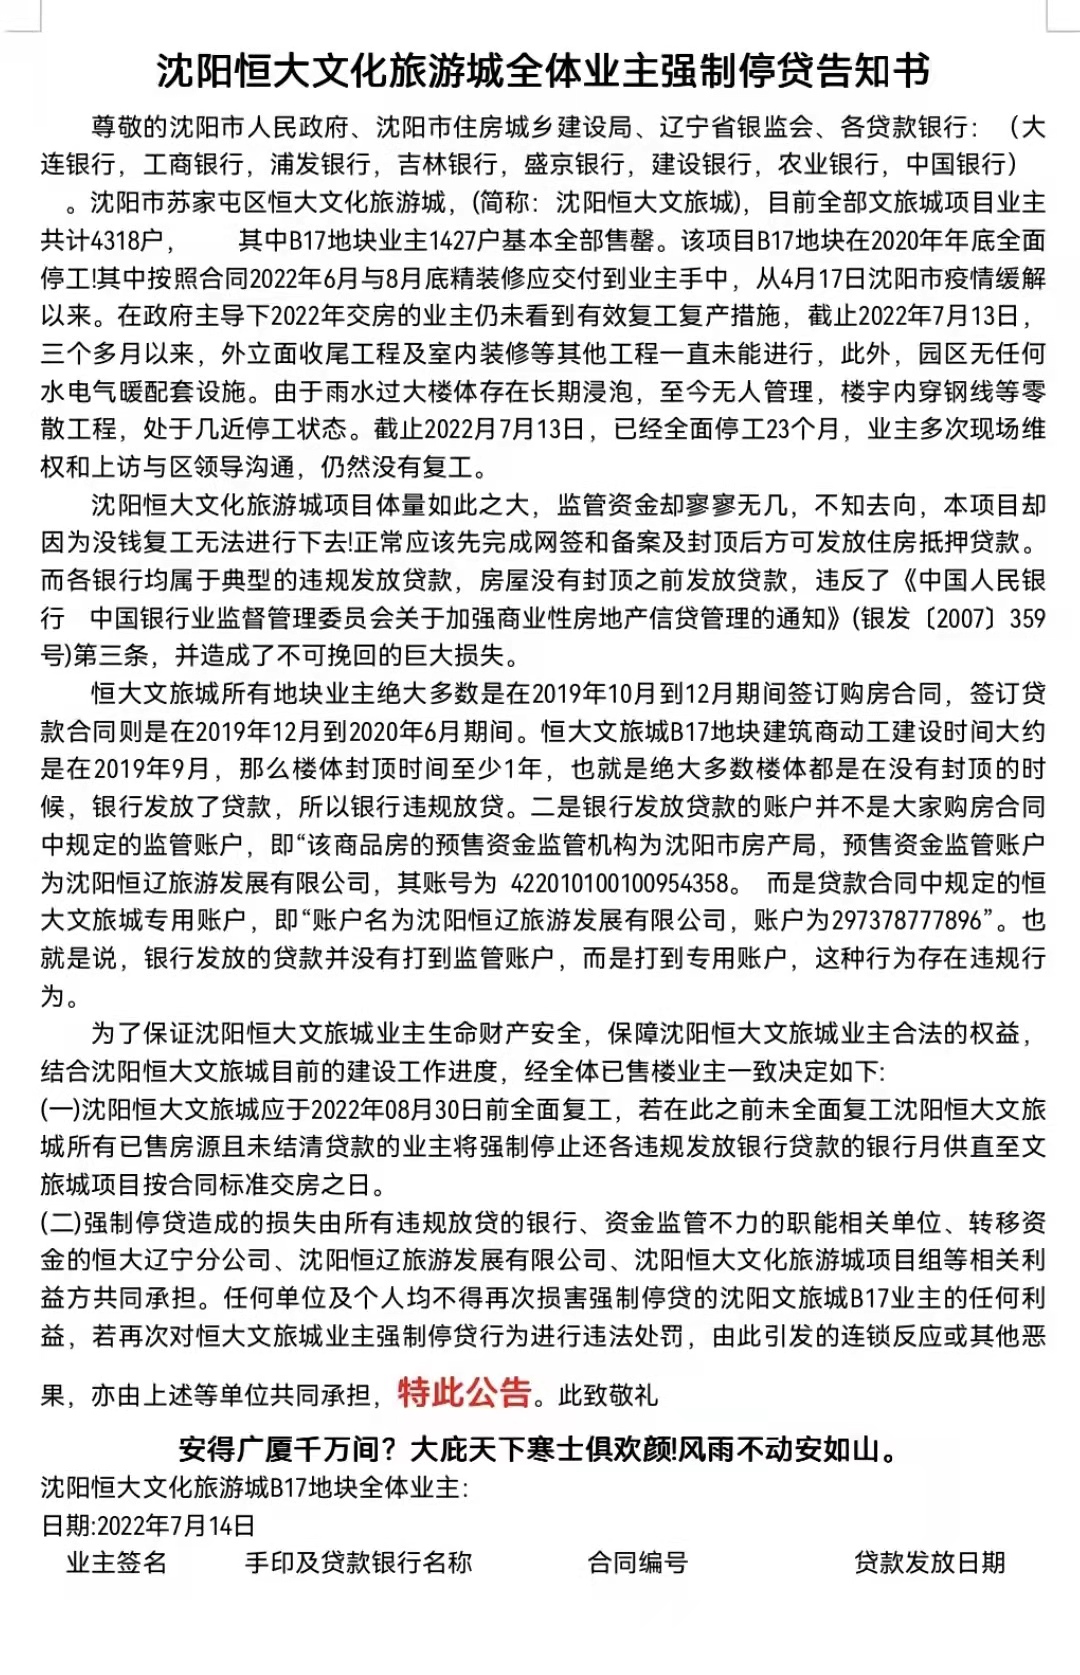 沈阳恒大文化旅游城全体业主强制停贷告知书
尊敬的沈阳市人民政府、沈阳市住房城乡建设局、辽宁省银监会、各贷款银行：（大
连银行，工商银行，浦发银行，吉林银行，盛京银行，建设银行，农业银行，中国银行）
。沈阳市苏家屯区恒大文化旅游城，(简称：沈阳恒大文旅城)，目前全部文旅城项目业主
共计4318户， 其中B17地块业主1427户基本全部售罄。该项目B17地块在2020年年底全面
停工!其中按照合同2022年6月与8月底精装修应交付到业主手中，从4月17日沈阳市疫情缓解
以来。在政府主导下2022年交房的业主仍未看到有效复工复产措施，截止2022年7月13日，
三个多月以来，外立面收尾工程及室内装修等其他工程一直未能进行，此外，园区无任何
水电气暖配套设施。由于雨水过大楼体存在长期浸泡，至今无人管理，楼宇内穿钢线等零
散工程，处于几近停工状态。截止2022月7月13日，已经全面停工23个月，业主多次现场维
权和上访与区领导沟通，仍然没有复工。
沈阳恒大文化旅游城项目体量如此之大，监管资金却寥寥无几，不知去向，本项目却
因为没钱复工无法进行下去!正常应该先完成网签和备案及封顶后方可发放住房抵押贷款。
而各银行均属于典型的违规发放贷款，房屋没有封顶之前发放贷款，违反了《中国人民银
行 中国银行业监督管理委员会关于加强商业性房地产信贷管理的通知》(银发〔2007〕359
号)第三条，并造成了不可挽回的巨大损失。
恒大文旅城所有地块业主绝大多数是在2019年10月到12月期间签订购房合同，签订贷
款合同则是在2019年12月到2020年6月期间。恒大文旅城B17地块建筑商动工建设时间大约
是在2019年9月，那么楼体封顶时间至少1年，也就是绝大多数楼体都是在没有封顶的时
候，银行发放了贷款，所以银行违规放贷。二是银行发放贷款的账户并不是大家购房合同
中规定的监管账户，即“该商品房的预售资金监管机构为沈阳市房产局，预售资金监管账户
为沈阳恒辽旅游发展有限公司，其账号为 422010100100954358。 而是贷款合同中规定的恒
大文旅城专用账户，即“账户名为沈阳恒辽旅游发展有限公司，账户为297378777896”。也
就是说，银行发放的贷款并没有打到监管账户，而是打到专用账户，这种行为存在违规行
为。
为了保证沈阳恒大文旅城业主生命财产安全，保障沈阳恒大文旅城业主合法的权益，
结合沈阳恒大文旅城目前的建设工作进度，经全体已售楼业主一致决定如下:
(一)沈阳恒大文旅城应于2022年08月30日前全面复工，若在此之前未全面复工沈阳恒大文旅
城所有已售房源且未结清贷款的业主将强制停止还各违规发放银行贷款的银行月供直至文
旅城项目按合同标准交房之日。
(二)强制停贷造成的损失由所有违规放贷的银行、资金监管不力的职能相关单位、转移资
金的恒大辽宁分公司、沈阳恒辽旅游发展有限公司、沈阳恒大文化旅游城项目组等相关利
益方共同承担。任何单位及个人均不得再次损害强制停贷的沈阳文旅城B17业主的任何利
益，若再次对恒大文旅城业主强制停贷行为进行违法处罚，由此引发的连锁反应或其他恶
果，亦由上述等单位共同承担，特此公告。此致敬礼
安得广厦千万间？大庇天下寒士俱欢颜!风雨不动安如山。
沈阳恒大文化旅游城B17地块全体业主：
日期:2022年7月14日
业主签名 手印及贷款银行名称 合同编号 贷款发放日期